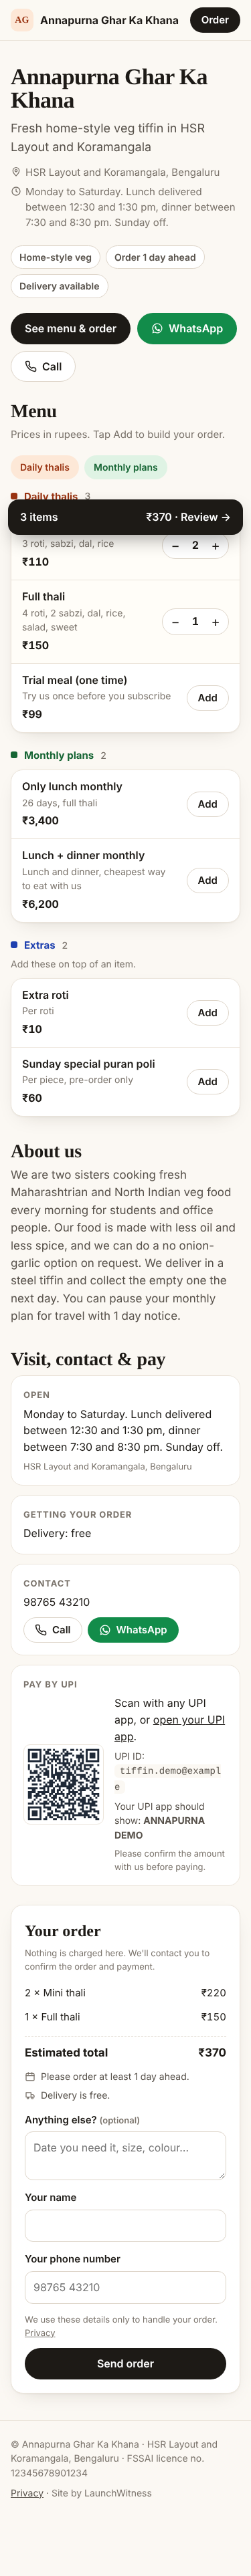 AG
Annapurna Ghar Ka Khana
Order
Annapurna Ghar Ka
Khana
Fresh home-style veg tiffin in HSR
Layout and Koramangala
HSR Layout and Koramangala, Bengaluru
Monday to Saturday. Lunch delivered
between 12:30 and 1:30 pm, dinner between
7:30 and 8:30 pm. Sunday off.
Home-style veg
Order 1 day ahead
Delivery available
See menu & order
WhatsApp
Call
Menu
Prices in rupees. Tap Add to build your order.
Daily thalis
Monthly plans
Daily thalis 3
3 items
₹370 · Review →
3 roti, sabzi, dal, rice
₹110
− 2 +
Full thali
4 roti, 2 sabzi, dal, rice,
salad, sweet
₹150
− 1 +
Trial meal (one time)
Try us once before you subscribe
₹99
Add
Monthly plans 2
Only lunch monthly
26 days, full thali
₹3,400
Add
Lunch + dinner monthly
Lunch and dinner, cheapest way
to eat with us
₹6,200
Add
Extras 2
Add these on top of an item.
Extra roti
Per roti
₹10
Add
Sunday special puran poli
Per piece, pre-order only
₹60
Add
About us
We are two sisters cooking fresh
Maharashtrian and North Indian veg food
every morning for students and office
people. Our food is made with less oil and
less spice, and we can do a no onion-
garlic option on request. We deliver in a
steel tiffin and collect the empty one the
next day. You can pause your monthly
plan for travel with 1 day notice.
Visit, contact & pay
OPEN
Monday to Saturday. Lunch delivered
between 12:30 and 1:30 pm, dinner
between 7:30 and 8:30 pm. Sunday off.
HSR Layout and Koramangala, Bengaluru
GETTING YOUR ORDER
Delivery: free
CONTACT
98765 43210
Call
WhatsApp
PAY BY UPI
Scan with any UPI
app, or open your UPI
app.
UPI ID:
tiffin.demo@exampl
e
Your UPI app should
show: ANNAPURNA
DEMO
Please confirm the amount
with us before paying.
Your order
Nothing is charged here. We'll contact you to
confirm the order and payment.
2 × Mini thali ₹220
1 × Full thali ₹150
Estimated total ₹370
Please order at least 1 day ahead.
Delivery is free.
Anything else? (optional)
Date you need it, size, colour...
Your name
Your phone number
98765 43210
We use these details only to handle your order.
Privacy
Send order
© Annapurna Ghar Ka Khana · HSR Layout and
Koramangala, Bengaluru · FSSAI licence no.
12345678901234
Privacy · Site by LaunchWitness